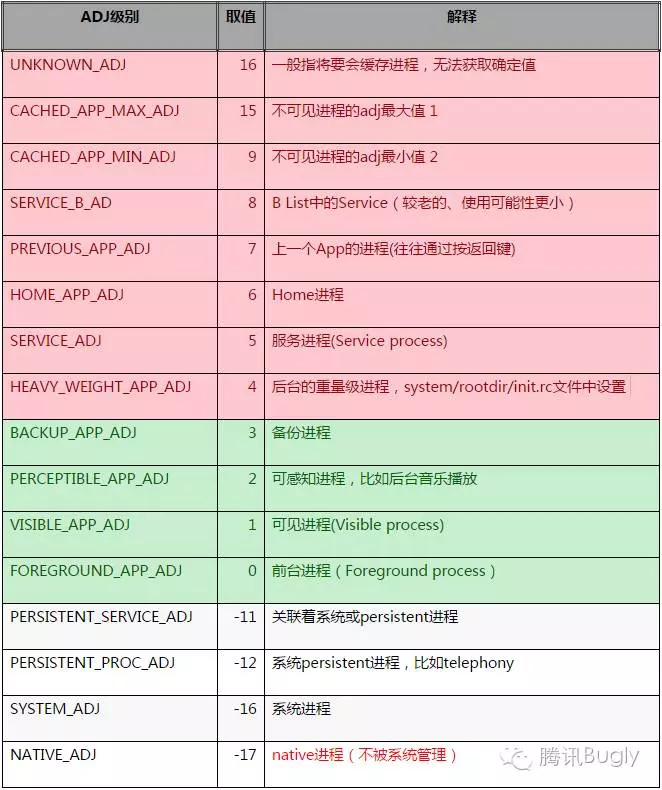 ADJ级别 取值 解释
UNKNOWN_ADJ 16 一般指将要会缓存进程，无法获取确定值
CACHED_APP_MAX_ADJ 15 不可见进程的adj最大值 1
CACHED_APP_MIN_ADJ 9 不可见进程的adj最小值 2
SERVICE_B_AD 8 B List中的Service（较老的、使用可能性更小）
PREVIOUS_APP_ADJ 7 上一个App的进程(往往通过按返回键)
HOME_APP_ADJ 6 Home进程
SERVICE_ADJ 5 服务进程(Service process)
HEAVY_WEIGHT_APP_ADJ 4 后台的重量级进程，system/rootdir/init.rc文件中设置
BACKUP_APP_ADJ 3 备份进程
PERCEPTIBLE_APP_ADJ 2 可感知进程，比如后台音乐播放
VISIBLE_APP_ADJ 1 可见进程(Visible process)
FOREGROUND_APP_ADJ 0 前台进程（Foreground process）
PERSISTENT_SERVICE_ADJ -11 关联着系统或persistent进程
PERSISTENT_PROC_ADJ -12 系统persistent进程，比如telephony
SYSTEM_ADJ -16 系统进程
NATIVE_ADJ -17 native进程（不被系统管理）
腾讯Bugly